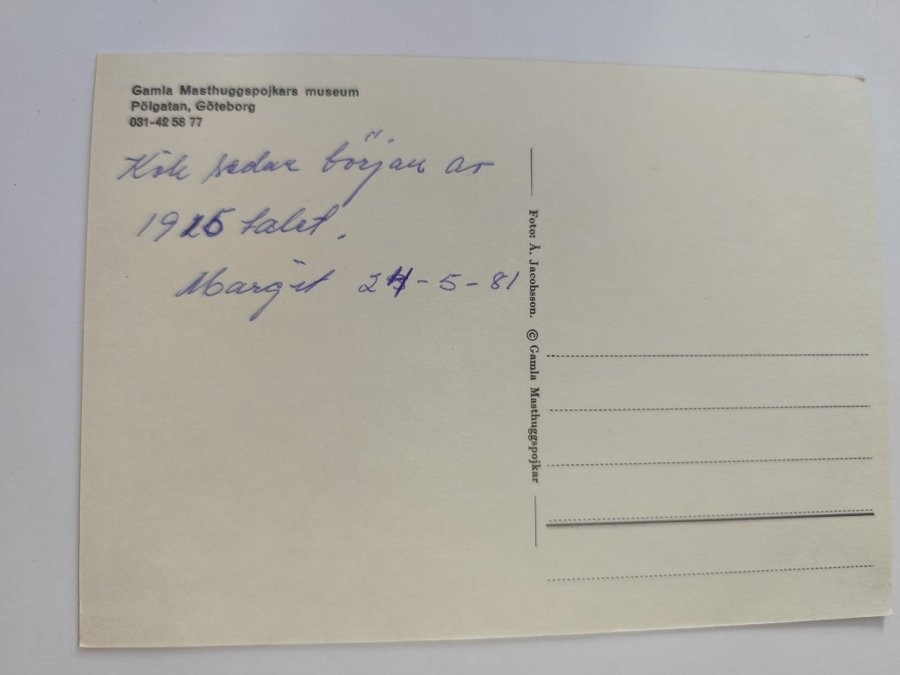 Gamla Masthuggspojkars museum
Pölgatan, Göteborg
031-42 58 77
Kök sedan början av
1915 talet.
Margit 24-5-81
Foto: Å. Jacobsson. © Gamla Masthuggspojkar